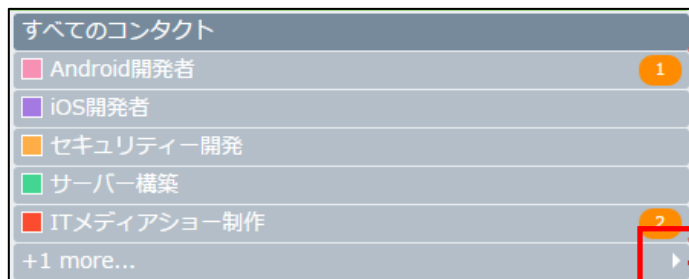 すべてのコンタクト
Android開発者 1
iOS開発者
セキュリティー開発
サーバー構築
ITメディアショー制作 2
+1 more...